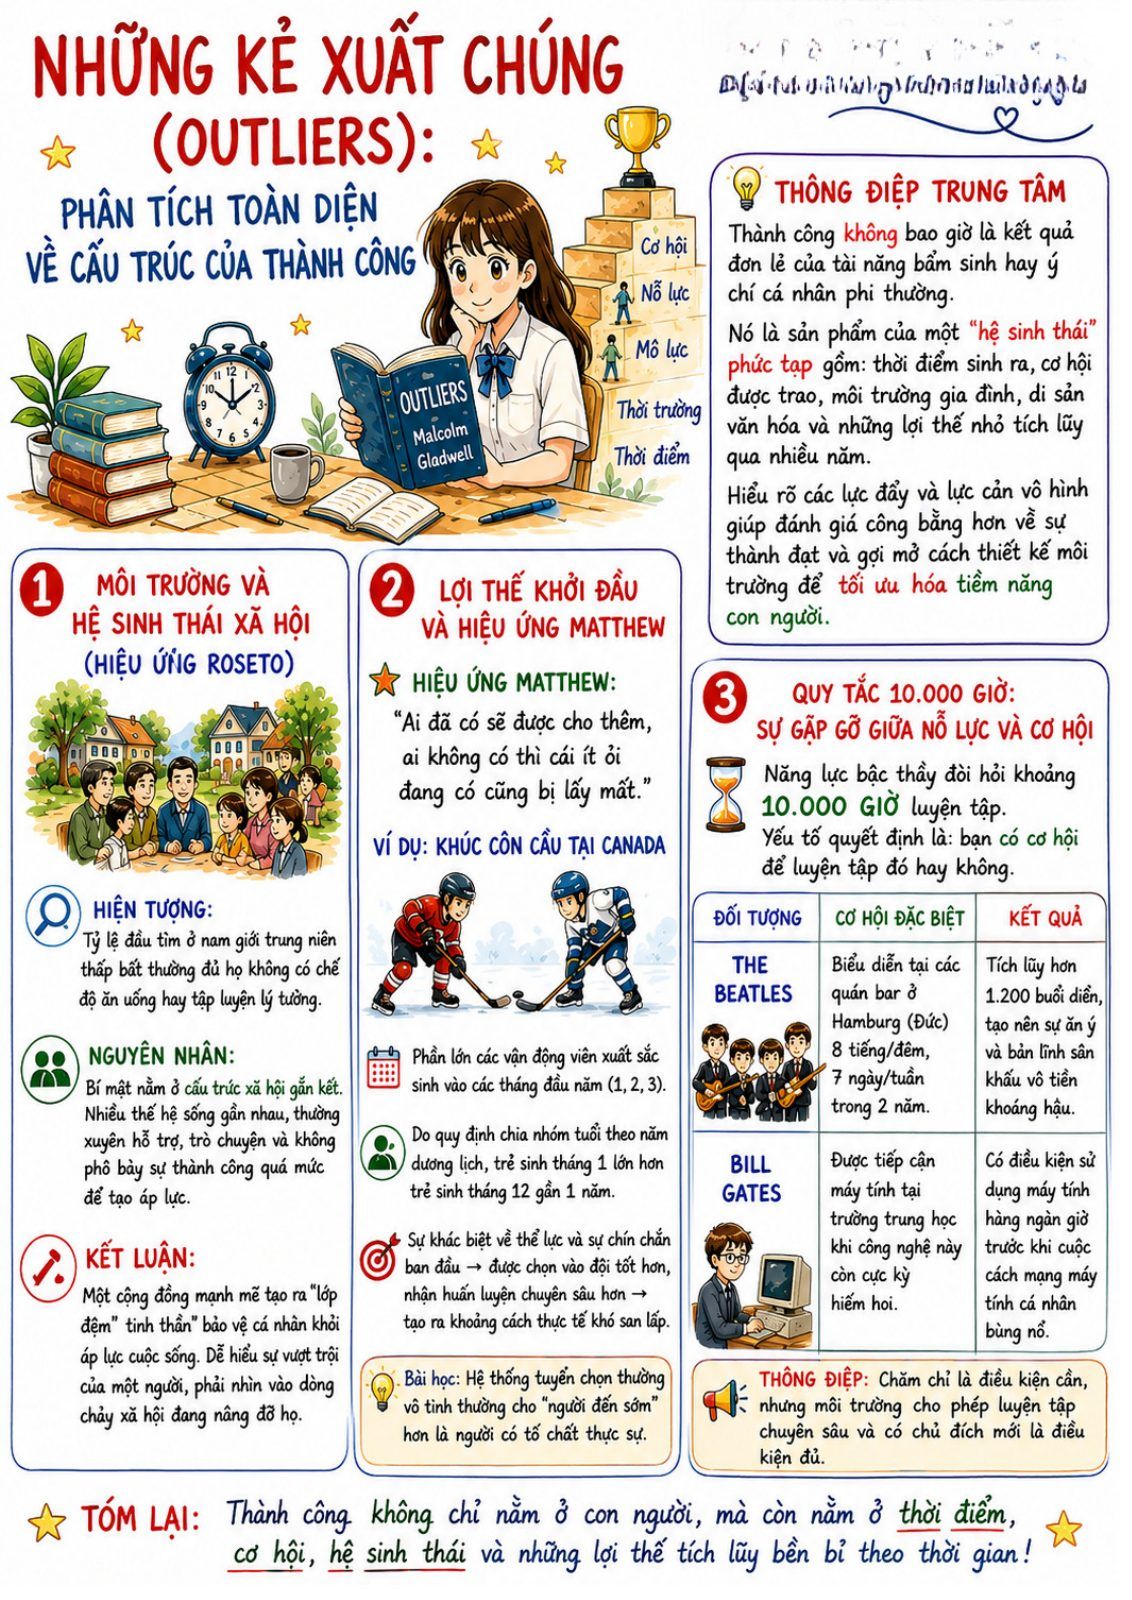 NHỮNG KẺ XUẤT CHÚNG
(OUTLIERS):
PHÂN TÍCH TOÀN DIỆN
VỀ CẤU TRÚC CỦA THÀNH CÔNG
OUTLIERS
Malcolm
Gladwell
Cơ hội
Nỗ lực
Mô lực
Thời trường
Thời điểm
THÔNG ĐIỆP TRUNG TÂM
Thành công không bao giờ là kết quả
đơn lẻ của tài năng bẩm sinh hay ý
chí cá nhân phi thường.
Nó là sản phẩm của một "hệ sinh thái"
phức tạp gồm: thời điểm sinh ra, cơ hội
được trao, môi trường gia đình, di sản
văn hóa và những lợi thế nhỏ tích lũy
qua nhiều năm.
Hiểu rõ các lực đẩy và lực cản vô hình
giúp đánh giá công bằng hơn về sự
thành đạt và gợi mở cách thiết kế môi
trường để tối ưu hóa tiềm năng
con người.
1 MÔI TRƯỜNG VÀ
HỆ SINH THÁI XÃ HỘI
(HIỆU ỨNG ROSETO)
HIỆN TƯỢNG:
Tỷ lệ đầu tìm ở nam giới trung niên
thấp bất thường đủ họ không có chế
độ ăn uống hay tập luyện lý tưởng.
NGUYÊN NHÂN:
Bí mật nằm ở cấu trúc xã hội gắn kết.
Nhiều thế hệ sống gần nhau, thường
xuyên hỗ trợ, trò chuyện và không
phô bày sự thành công quá mức
để tạo áp lực.
KẾT LUẬN:
Một cộng đồng mạnh mẽ tạo ra "lớp
đệm" tinh thần" bảo vệ cá nhân khỏi
áp lực cuộc sống. Dể hiểu sự vượt trội
của một người, phải nhìn vào dòng
chảy xã hội đang nâng đỡ họ.
2 LỢI THẾ KHỞI ĐẦU
VÀ HIỆU ỨNG MATTHEW
HIỆU ỨNG MATTHEW:
"Ai đã có sẽ được cho thêm,
ai không có thì cái ít ỏi
đang có cũng bị lấy mất."
VÍ DỤ: KHÚC CÔN CẦU TẠI CANADA
Phần lớn các vận động viên xuất sắc
sinh vào các tháng đầu năm (1, 2, 3).
Do quy định chia nhóm tuổi theo năm
dương lịch, trẻ sinh tháng 1 lớn hơn
trẻ sinh tháng 12 gần 1 năm.
Sự khác biệt về thể lực và sự chín chắn
ban đầu → được chọn vào đội tốt hơn,
nhận huấn luyện chuyên sâu hơn →
tạo ra khoảng cách thực tế khó san lấp.
Bài học: Hệ thống tuyển chọn thường
vô tình thường cho "người đến sớm"
hơn là người có tố chất thực sự.
3 QUY TẮC 10.000 GIỜ:
SỰ GẶP GỠ GIỮA NỖ LỰC VÀ CƠ HỘI
Năng lực bậc thầy đòi hỏi khoảng
10.000 GIỜ luyện tập.
Yếu tố quyết định là: bạn có cơ hội
để luyện tập đó hay không.
ĐỐI TƯỢNG CƠ HỘI ĐẶC BIỆT KẾT QUẢ
THE
BEATLES
Biểu diễn tại các
quán bar ở
Hamburg (Đức)
8 tiếng/đêm,
7 ngày/tuần
trong 2 năm.
Tích lũy hơn
1.200 buổi diễn,
tạo nên sự ăn ý
và bản lĩnh sân
khấu vô tiền
khoáng hậu.
BILL
GATES
Được tiếp cận
máy tính tại
trường trung học
khi công nghệ này
còn cực kỳ
hiếm hoi.
Có điều kiện sử
dụng máy tính
hàng ngàn giờ
trước khi cuộc
cách mạng máy
tính cá nhân
bùng nổ.
THÔNG ĐIỆP: Chăm chỉ là điều kiện cần,
nhưng môi trường cho phép luyện tập
chuyên sâu và có chủ đích mới là điều
kiện đủ.
TÓM LẠI: Thành công không chỉ nằm ở con người, mà còn nằm ở thời điểm,
cơ hội, hệ sinh thái và những lợi thế tích lũy bền bỉ theo thời gian!